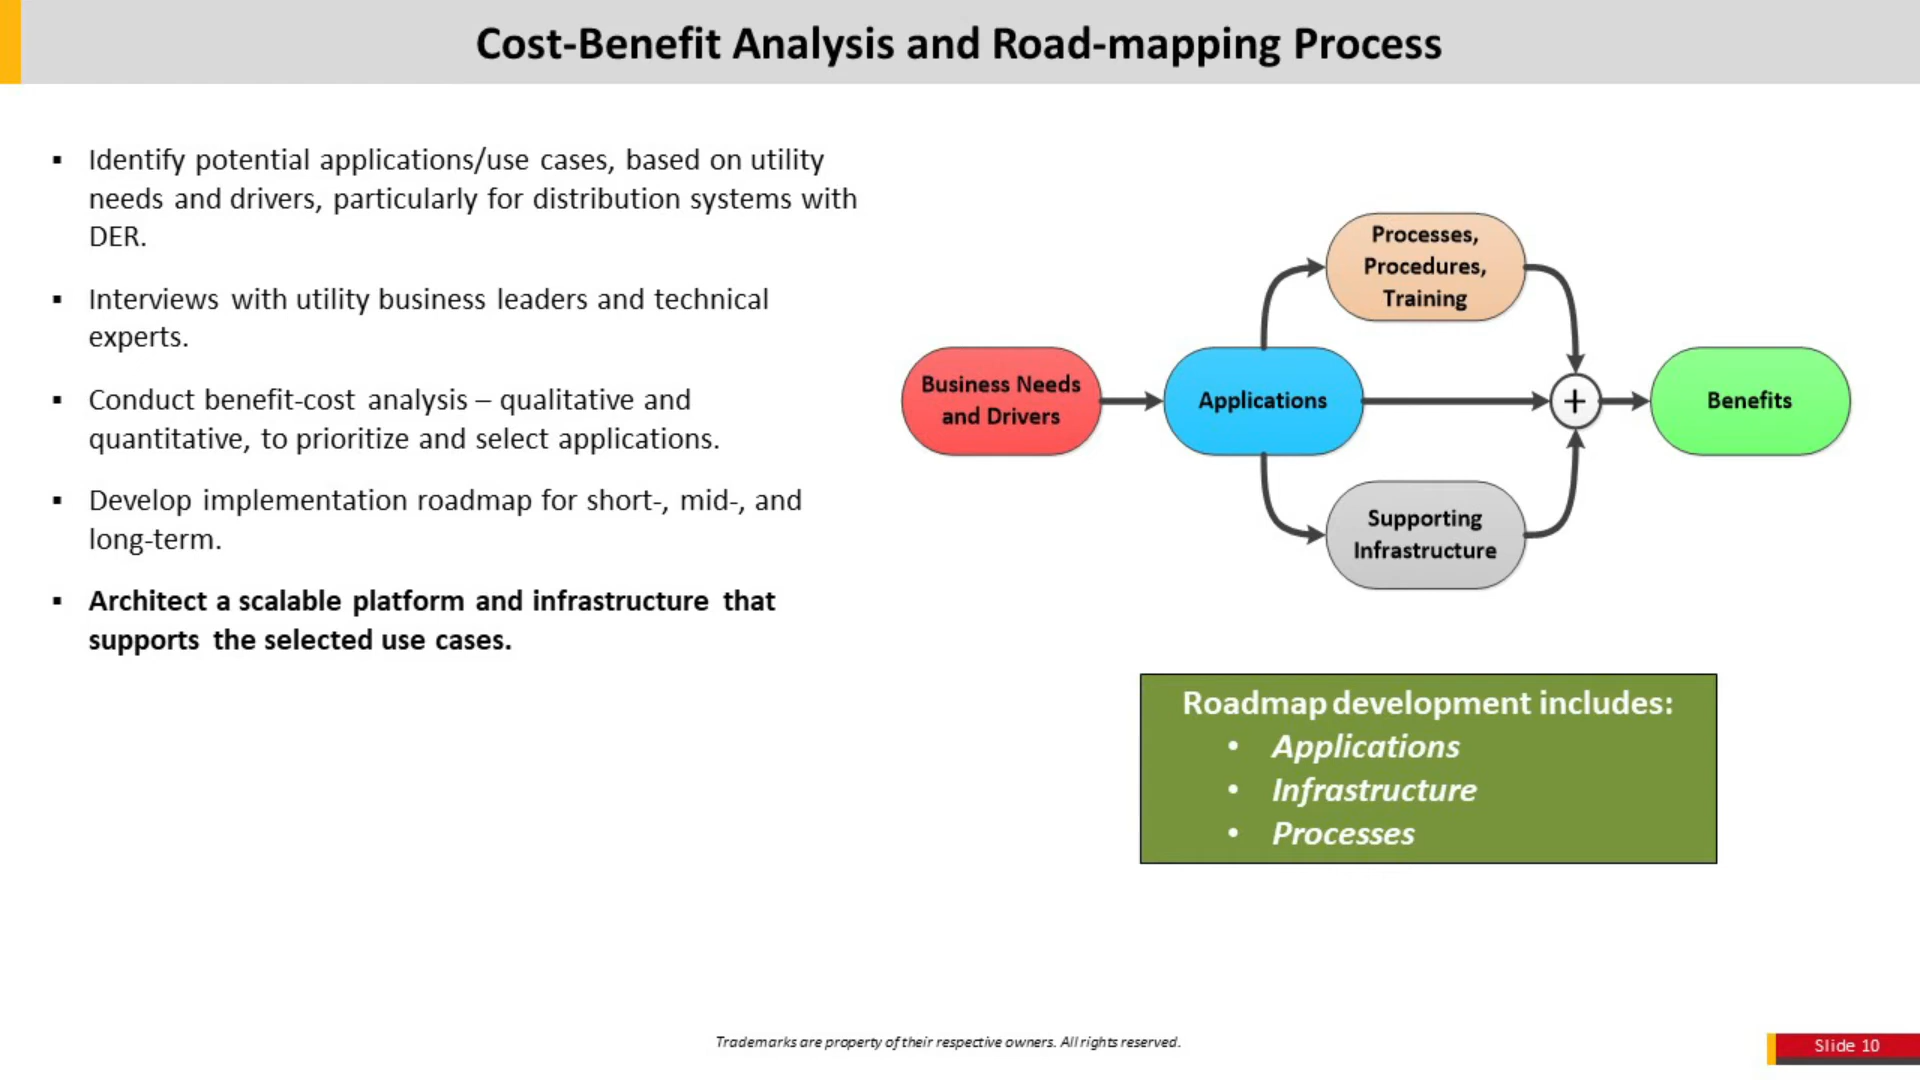 Cost-Benefit Analysis and Road-mapping Process
▪ Identify potential applications/use cases, based on utility
needs and drivers, particularly for distribution systems with
DER.
▪ Interviews with utility business leaders and technical
experts.
▪ Conduct benefit-cost analysis – qualitative and
quantitative, to prioritize and select applications.
▪ Develop implementation roadmap for short-, mid-, and
long-term.
▪ Architect a scalable platform and infrastructure that
supports the selected use cases.
Business Needs
and Drivers
Applications
Processes,
Procedures,
Training
Supporting
Infrastructure
+
Benefits
Roadmap development includes:
• Applications
• Infrastructure
• Processes
Trademarks are property of their respective owners. All rights reserved.
Slide 10